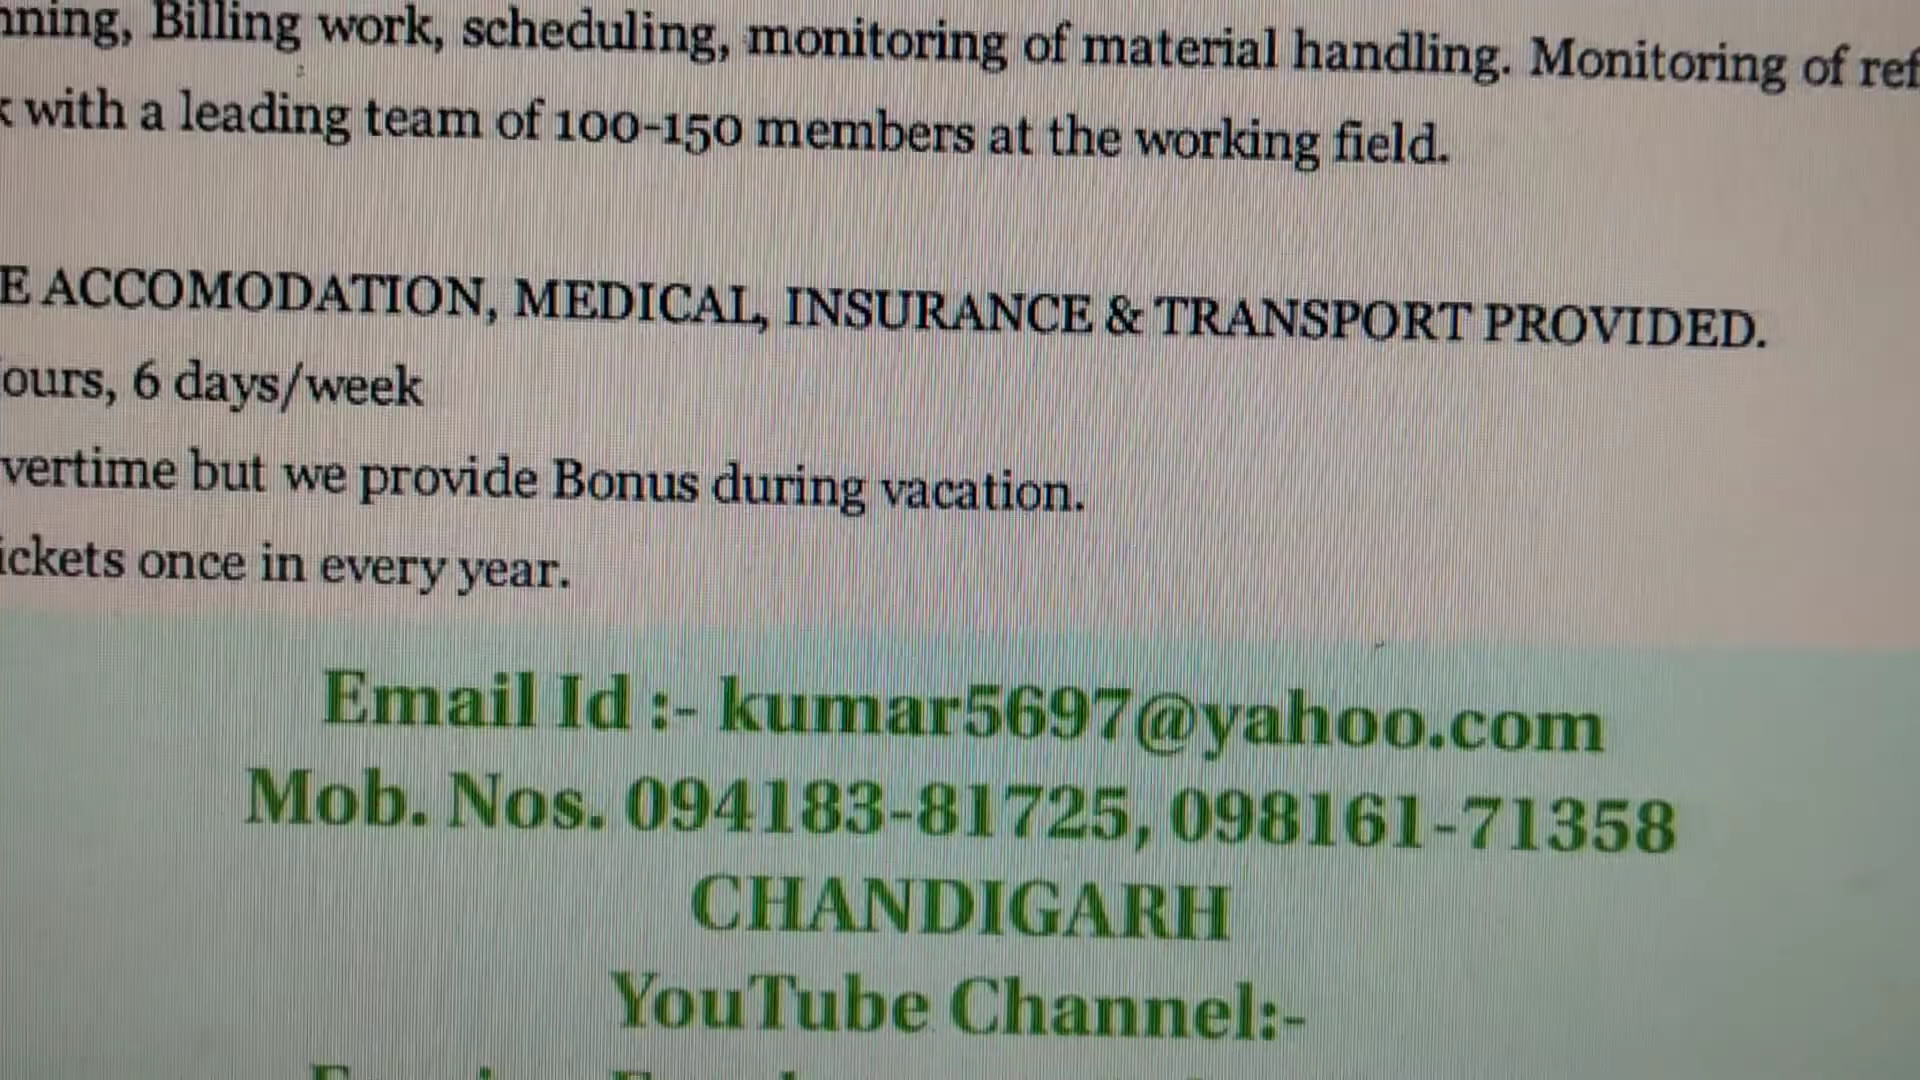 nning, Billing work, scheduling, monitoring of material handling. Monitoring of ref
with a leading team of 100-150 members at the working field.
E ACCOMODATION, MEDICAL, INSURANCE & TRANSPORT PROVIDED.
ours, 6 days/week
vertime but we provide Bonus during vacation.
ickets once in every year.
Email Id :- kumar5697@yahoo.com
Mob. Nos. 094183-81725, 098161-71358
CHANDIGARH
YouTube Channel:-